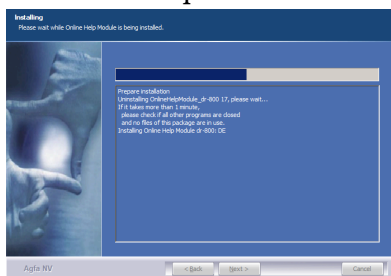 Installing
Please wait while Online Help Module is being installed.
Prepare installation
Uninstalling OnlineHelpModule_dr-800 17, please wait...
If it takes more than 1 minute,
please check if all other programs are closed
and no files of this package are in use.
Installing Online Help Module dr-800: DE
Agfa NV
< Back
Next >
Cancel